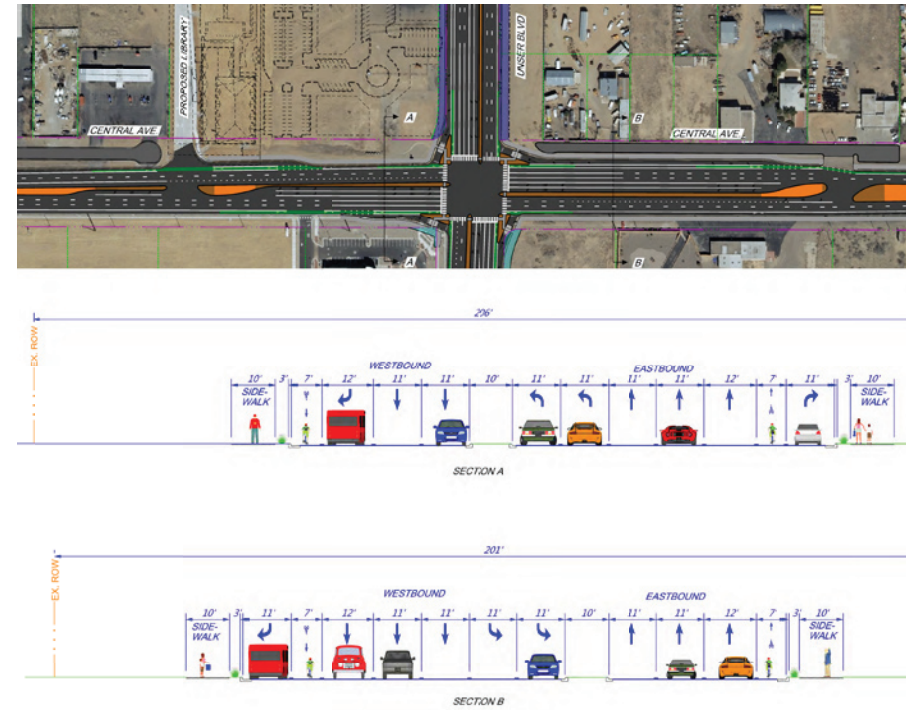 PROPOSED LIBRARY
UNSER BLVD
CENTRAL AVE.
CENTRAL AVE.
A
B
A
B
206'
EX. ROW
WESTBOUND
EASTBOUND
10' 3' 7' 12' 11' 11' 10' 11' 11' 11' 11' 12' 7' 11' 3' 10'
SIDE-
WALK
SIDE-
WALK
SECTION A
201'
EX. ROW
WESTBOUND
EASTBOUND
10' 3' 11' 7' 12' 11' 11' 11' 11' 10' 11' 11' 12' 7' 3' 10'
SIDE-
WALK
SIDE-
WALK
SECTION B